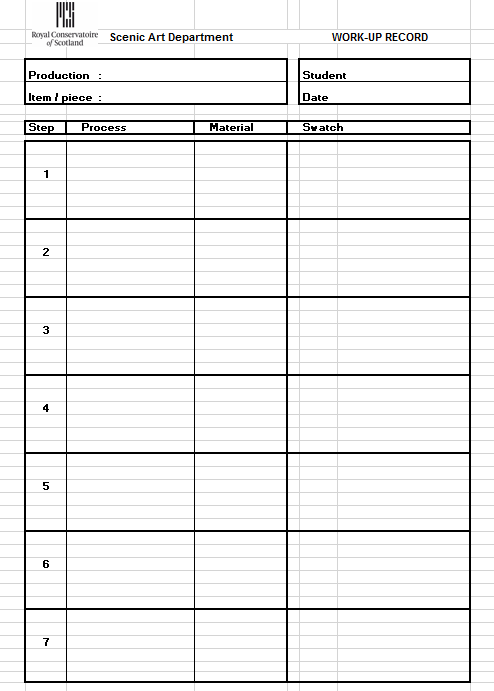 Royal Conservatoire
of Scotland
Scenic Art Department WORK-UP RECORD
Production : Student
Item / piece : Date
Step Process Material Swatch
1
2
3
4
5
6
7